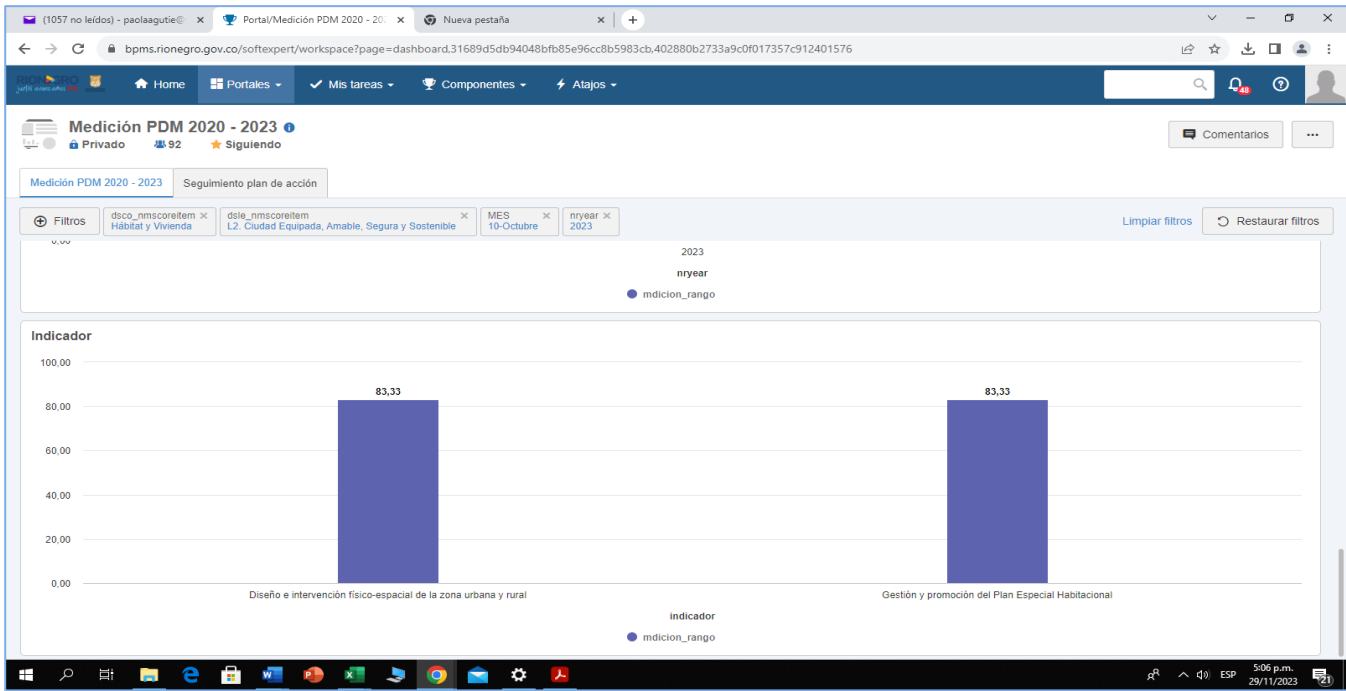 (1057 no leídos) - paolaagutie@
Portal/Medición PDM 2020 - 202
Nueva pestaña
bpms.rionegro.gov.co/softexpert/workspace?page=dashboard,31689d5db94048bfb85e96cc8b5983cb,402880b2733a9c0f017357c912401576
RIONEGRO
Home
Portales
Mis tareas
Componentes
Atajos
48
Medición PDM 2020 - 2023
Privado
92
Siguiendo
Comentarios
Medición PDM 2020 - 2023
Seguimiento plan de acción
Filtros
dsco_nmscoreitem
Hábitat y Vivienda
dsle_nmscoreitem
L2. Ciudad Equipada, Amable, Segura y Sostenible
MES
10-Octubre
nryear
2023
Limpiar filtros
Restaurar filtros
0,00
2023
nryear
mdicion_rango
Indicador
100,00
80,00
60,00
40,00
20,00
0,00
83,33
83,33
Diseño e intervención físico-espacial de la zona urbana y rural
Gestión y promoción del Plan Especial Habitacional
indicador
mdicion_rango
ESP
5:06 p.m.
29/11/2023
21